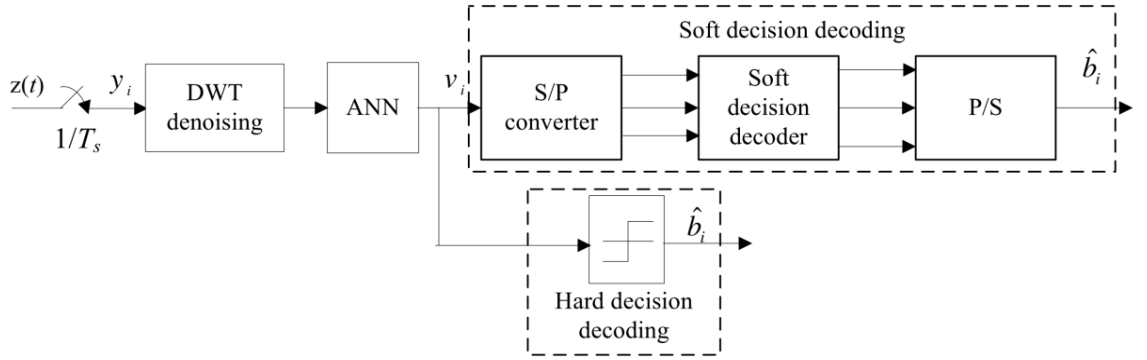 Soft decision decoding
z(t)
y_i
1/T_s
DWT
denoising
ANN
v_i
S/P
converter
Soft
decision
decoder
P/S
b̂_i
b̂_i
Hard decision
decoding